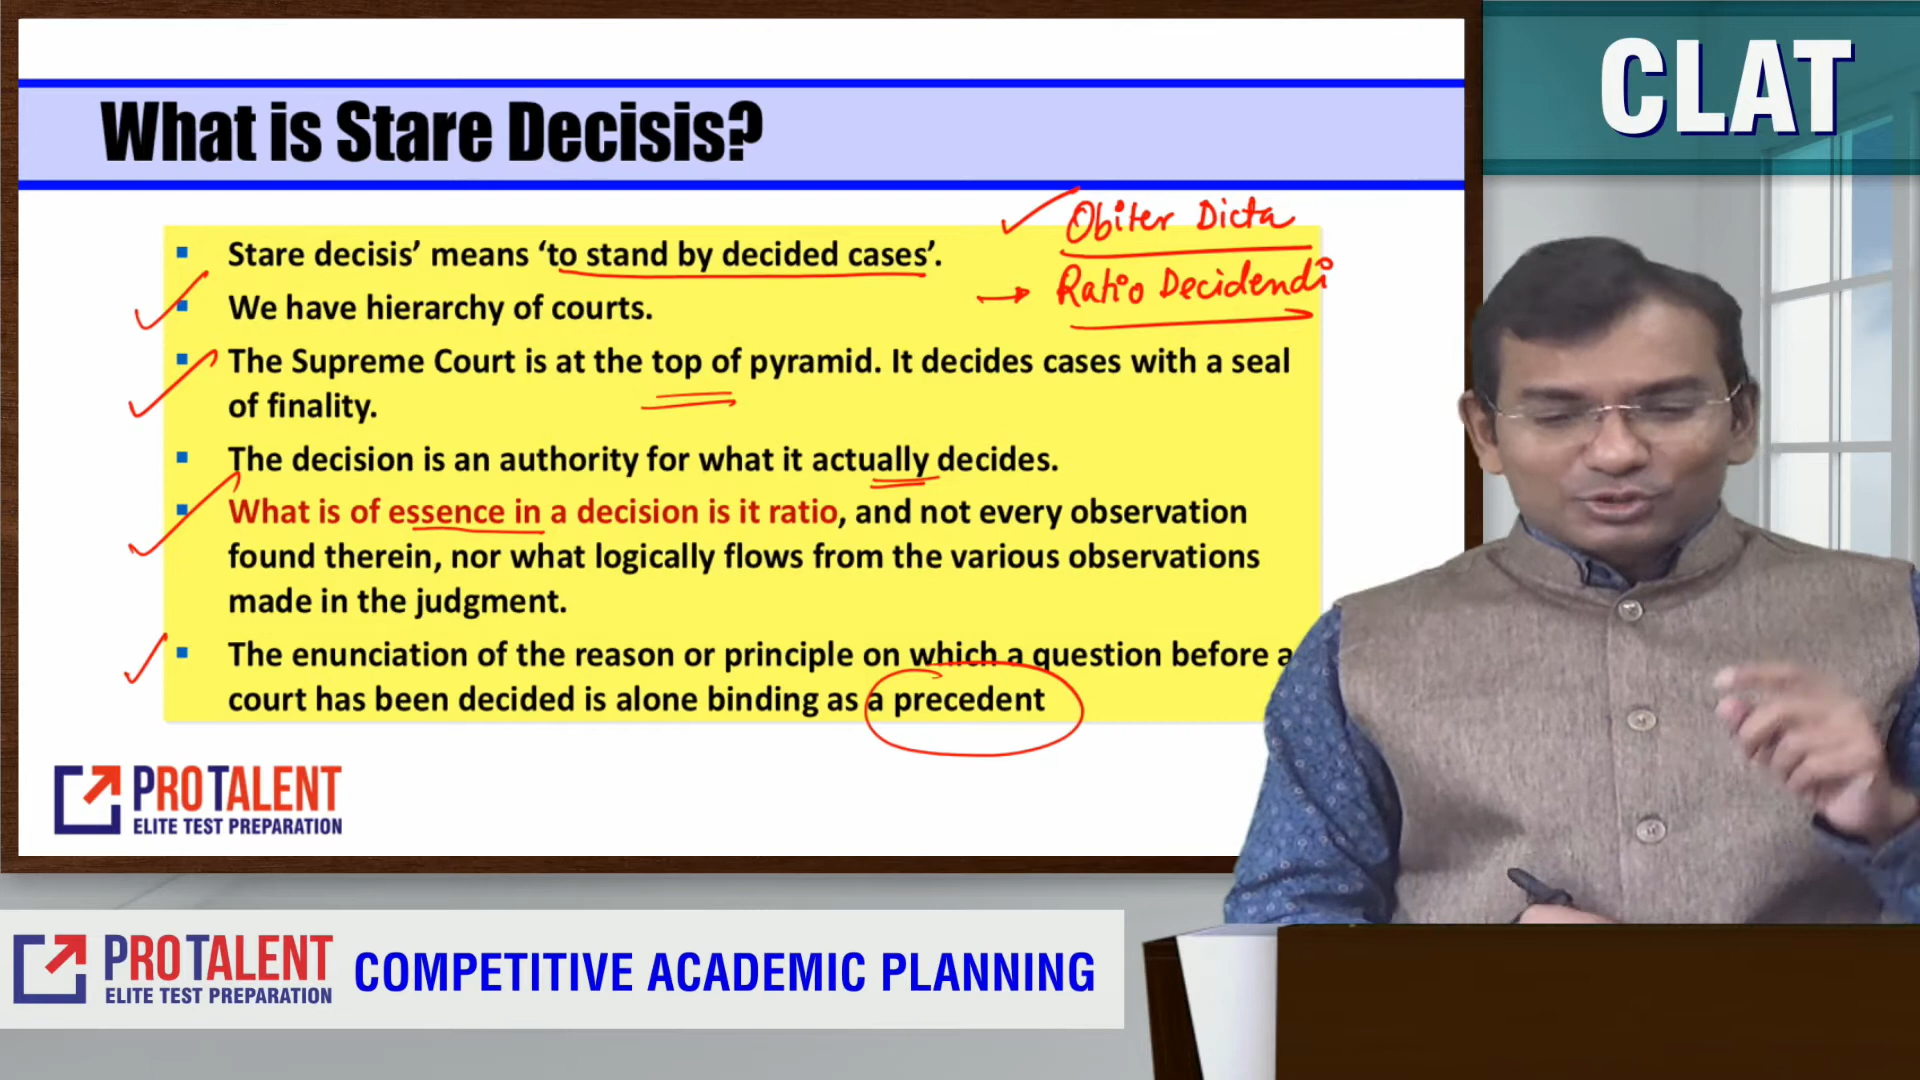 CLAT
What is Stare Decisis?
Obiter Dicta
Ratio Decidendi
Stare decisis’ means ‘to stand by decided cases’.
We have hierarchy of courts.
The Supreme Court is at the top of pyramid. It decides cases with a seal
of finality.
The decision is an authority for what it actually decides.
What is of essence in a decision is it ratio, and not every observation
found therein, nor what logically flows from the various observations
made in the judgment.
The enunciation of the reason or principle on which a question before a
court has been decided is alone binding as a precedent
PRO TALENT
ELITE TEST PREPARATION
PRO TALENT
ELITE TEST PREPARATION
COMPETITIVE ACADEMIC PLANNING